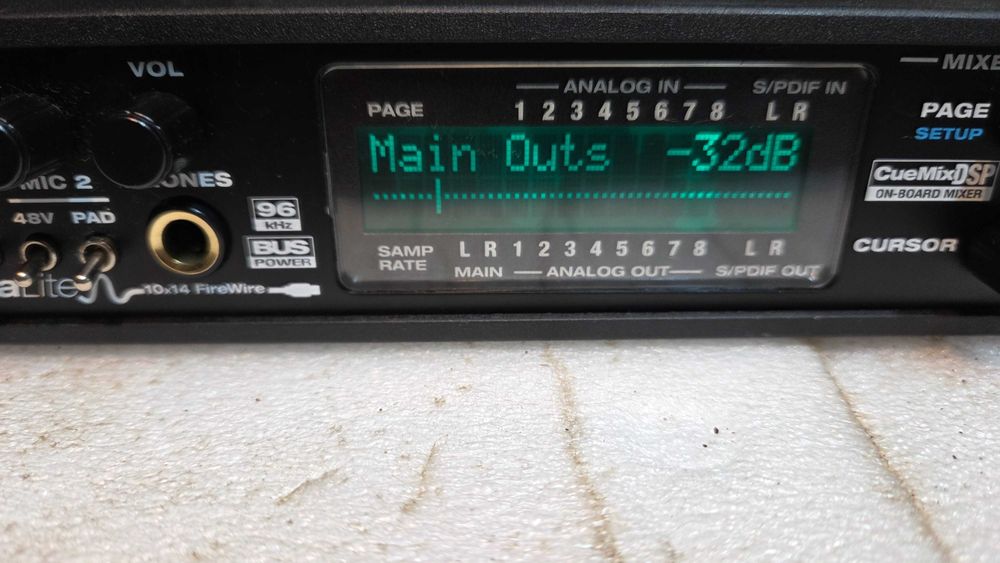 VOL
MIC 2
48V PAD
96
kHz
BUS
POWER
Lite
10x14 FireWire
ANALOG IN S/PDIF IN
PAGE 1 2 3 4 5 6 7 8 L R
Main Outs -32dB
SAMP RATE L R 1 2 3 4 5 6 7 8 L R
MAIN ANALOG OUT S/PDIF OUT
PAGE
SETUP
CueMixDSP
ON-BOARD MIXER
CURSOR